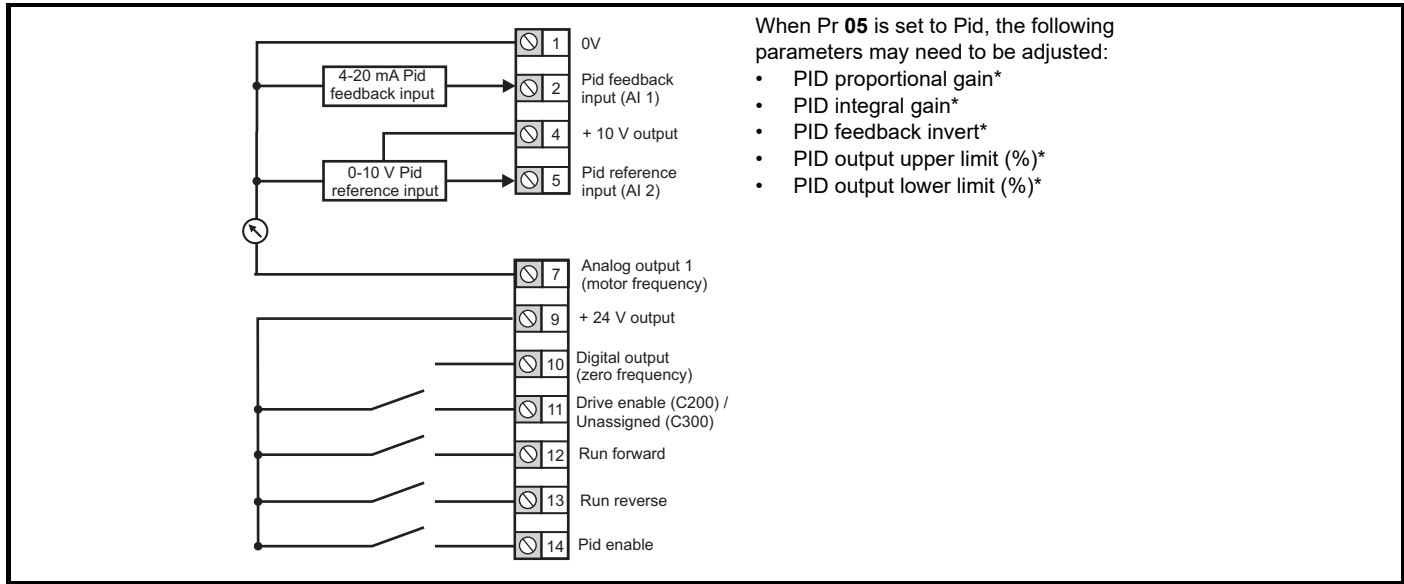 1 0V
4-20 mA Pid
feedback input
2 Pid feedback
input (AI 1)
4 + 10 V output
0-10 V Pid
reference input
5 Pid reference
input (AI 2)
7 Analog output 1
(motor frequency)
9 + 24 V output
10 Digital output
(zero frequency)
11 Drive enable (C200) /
Unassigned (C300)
12 Run forward
13 Run reverse
14 Pid enable
When Pr 05 is set to Pid, the following
parameters may need to be adjusted:
• PID proportional gain*
• PID integral gain*
• PID feedback invert*
• PID output upper limit (%)*
• PID output lower limit (%)*